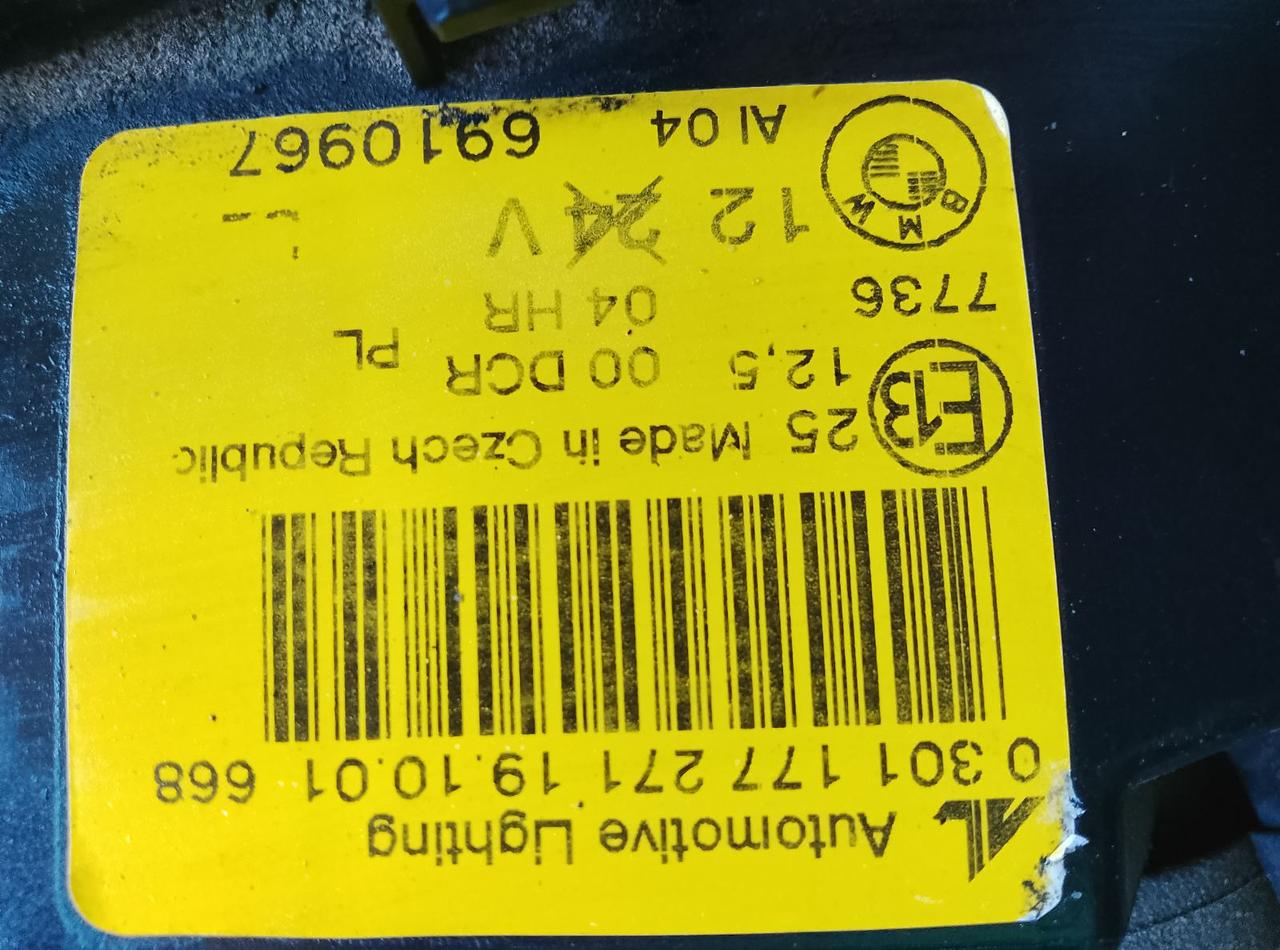 AL Automotive Lighting
0 301 177 271 19.10.01 668
25 Made in Czech Republic
E13 12,5 00 DCR PL
7736 04 HR
12 24 V
BMW AI 04 6910967